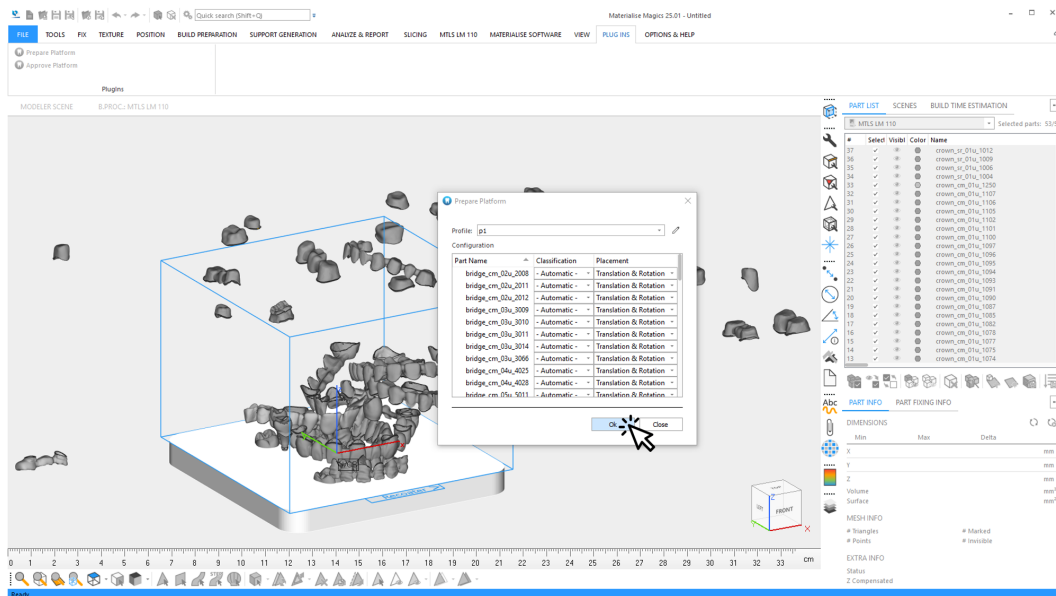 Quick search (Shift+Q)
Materialise Magics 25.01 - Untitled
FILE TOOLS FIX TEXTURE POSITION BUILD PREPARATION SUPPORT GENERATION ANALYZE & REPORT SLICING MTLS LM 110 MATERIALISE SOFTWARE VIEW PLUG INS OPTIONS & HELP
Prepare Platform
Approve Platform
PlugIns
MODELER SCENE B.PROC.: MTLS LM 110
PART LIST SCENES BUILD TIME ESTIMATION
MTLS LM 110 Selected parts: 53/5
# Select Visibl Color Name
37 crown_sr_01u_1012
36 crown_sr_01u_1009
35 crown_sr_01u_1006
34 crown_sr_01u_1004
33 crown_cm_01u_1250
32 crown_cm_01u_1107
31 crown_cm_01u_1106
30 crown_cm_01u_1105
29 crown_cm_01u_1102
28 crown_cm_01u_1101
27 crown_cm_01u_1100
26 crown_cm_01u_1097
25 crown_cm_01u_1096
24 crown_cm_01u_1095
23 crown_cm_01u_1094
22 crown_cm_01u_1093
21 crown_cm_01u_1091
20 crown_cm_01u_1090
19 crown_cm_01u_1087
18 crown_cm_01u_1085
17 crown_cm_01u_1082
16 crown_cm_01u_1078
15 crown_cm_01u_1077
14 crown_cm_01u_1075
13 crown_cm_01u_1074
Prepare Platform
Profile: p1
Configuration
Part Name Classification Placement
bridge_cm_02u_2008 - Automatic - Translation & Rotation
bridge_cm_02u_2011 - Automatic - Translation & Rotation
bridge_cm_02u_2012 - Automatic - Translation & Rotation
bridge_cm_03u_3009 - Automatic - Translation & Rotation
bridge_cm_03u_3010 - Automatic - Translation & Rotation
bridge_cm_03u_3011 - Automatic - Translation & Rotation
bridge_cm_03u_3014 - Automatic - Translation & Rotation
bridge_cm_03u_3066 - Automatic - Translation & Rotation
bridge_cm_04u_4025 - Automatic - Translation & Rotation
bridge_cm_04u_4028 - Automatic - Translation & Rotation
bridge_cm_05u_5011 - Automatic - Translation & Rotation
Ok Close
Abc
PART INFO PART FIXING INFO
DIMENSIONS
Min Max Delta
X mm
Y mm
Z mm
Volume mm³
Surface mm²
MESH INFO
# Triangles # Marked
# Points # Invisible
EXTRA INFO
Status
Z Compensated
Recoater
Z
FRONT
X
0 1 2 3 4 5 6 7 8 9 10 11 12 13 14 15 16 17 18 19 20 21 22 23 24 25 26 27 28 29 30 31 32 33 cm
Ready